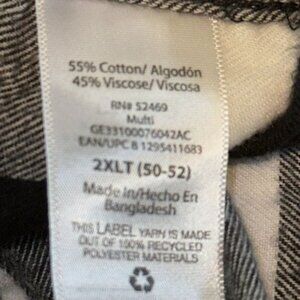 55% Cotton/ Algodón
45% Viscose/ Viscosa
RN# 52469
Multi
GE33100076042AC
EAN/UPC 8 1295411683
2XLT (50-52)
Made in/Hecho En
Bangladesh
THIS LABEL YARN IS MADE
OUT OF 100% RECYCLED
POLYESTER MATERIALS